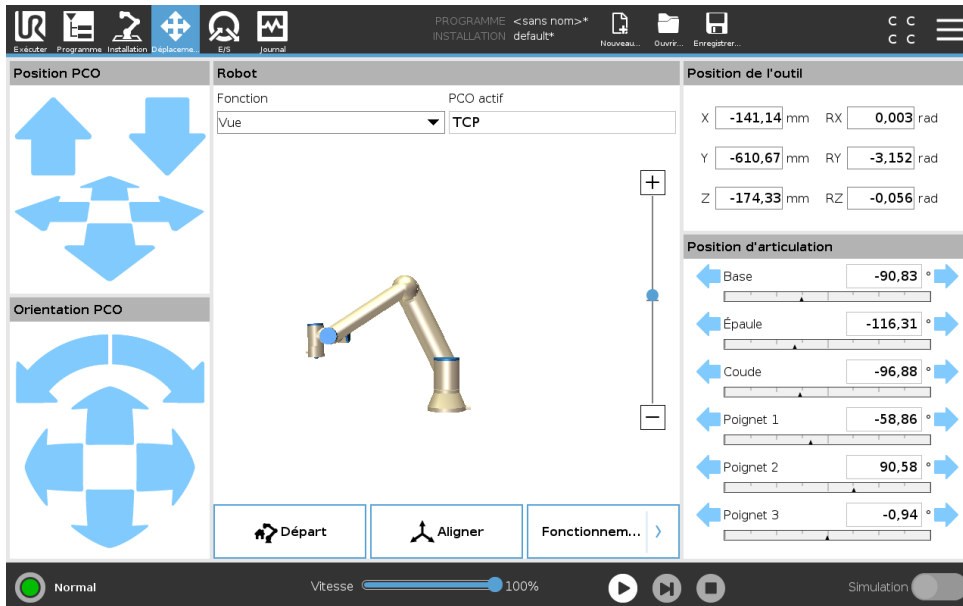 PROGRAMME <sans nom>*
INSTALLATION default*
Exécuter Programme Installation Déplaceme... E/S Journal Nouveau... Ouvrir... Enregistrer...
C C
C C
Position PCO
Robot
Position de l'outil
Fonction PCO actif
Vue TCP
X -141,14 mm RX 0,003 rad
Y -610,67 mm RY -3,152 rad
Z -174,33 mm RZ -0,056 rad
Position d'articulation
Base -90,83 °
Orientation PCO
Épaule -116,31 °
Coude -96,88 °
Poignet 1 -58,86 °
Poignet 2 90,58 °
Poignet 3 -0,94 °
Départ Aligner Fonctionnem...
Normal Vitesse 100% Simulation